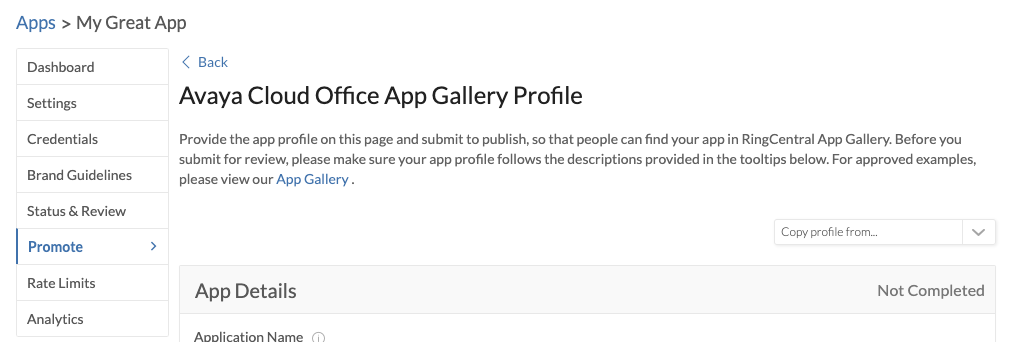 Apps > My Great App
Dashboard
Settings
Credentials
Brand Guidelines
Status & Review
Promote
Rate Limits
Analytics
Back
Avaya Cloud Office App Gallery Profile
Provide the app profile on this page and submit to publish, so that people can find your app in RingCentral App Gallery. Before you
submit for review, please make sure your app profile follows the descriptions provided in the tooltips below. For approved examples,
please view our App Gallery .
Copy profile from...
App Details
Not Completed
Application Name